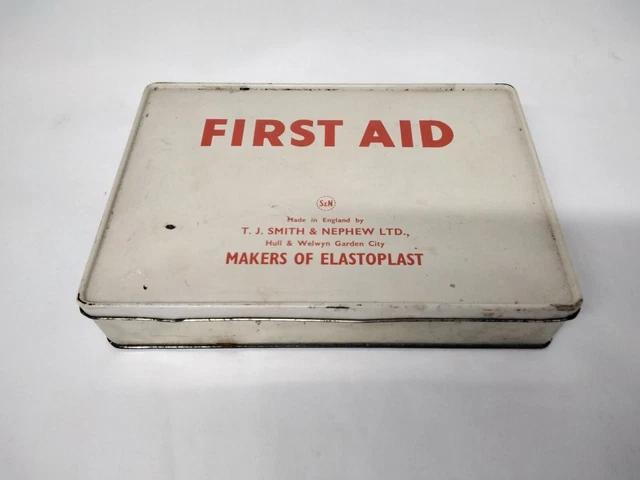 FIRST AID
S&N
Made in England by
T. J. SMITH & NEPHEW LTD.,
Hull & Welwyn Garden City
MAKERS OF ELASTOPLAST